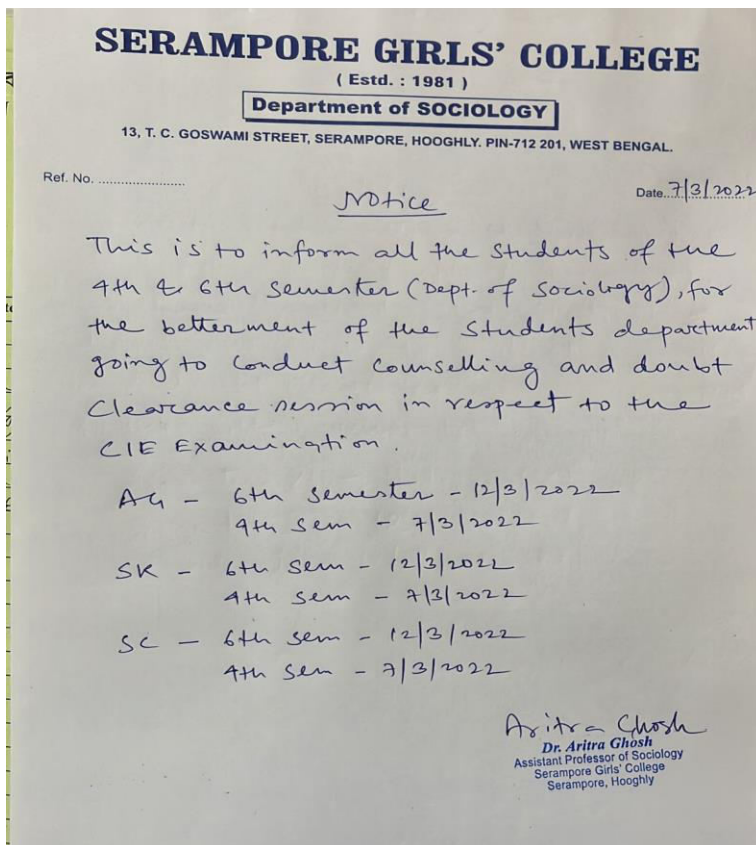 SERAMPORE GIRLS' COLLEGE
( Estd. : 1981 )
Department of SOCIOLOGY
13, T. C. GOSWAMI STREET, SERAMPORE, HOOGHLY. PIN-712 201, WEST BENGAL.
Ref. No. ........................
Date..7/3/2022
Notice
This is to inform all the students of the
4th & 6th semester (Dept. of Sociology), for
the betterment of the students department
going to conduct counselling and doubt
clearance session in respect to the
CIE Examination.
AG - 6th semester - 12/3/2022
4th sem - 7/3/2022
SK - 6th sem - 12/3/2022
4th sem - 7/3/2022
SC - 6th sem - 12/3/2022
4th sem - 7/3/2022
Aritra Ghosh
Dr. Aritra Ghosh
Assistant Professor of Sociology
Serampore Girls' College
Serampore, Hooghly